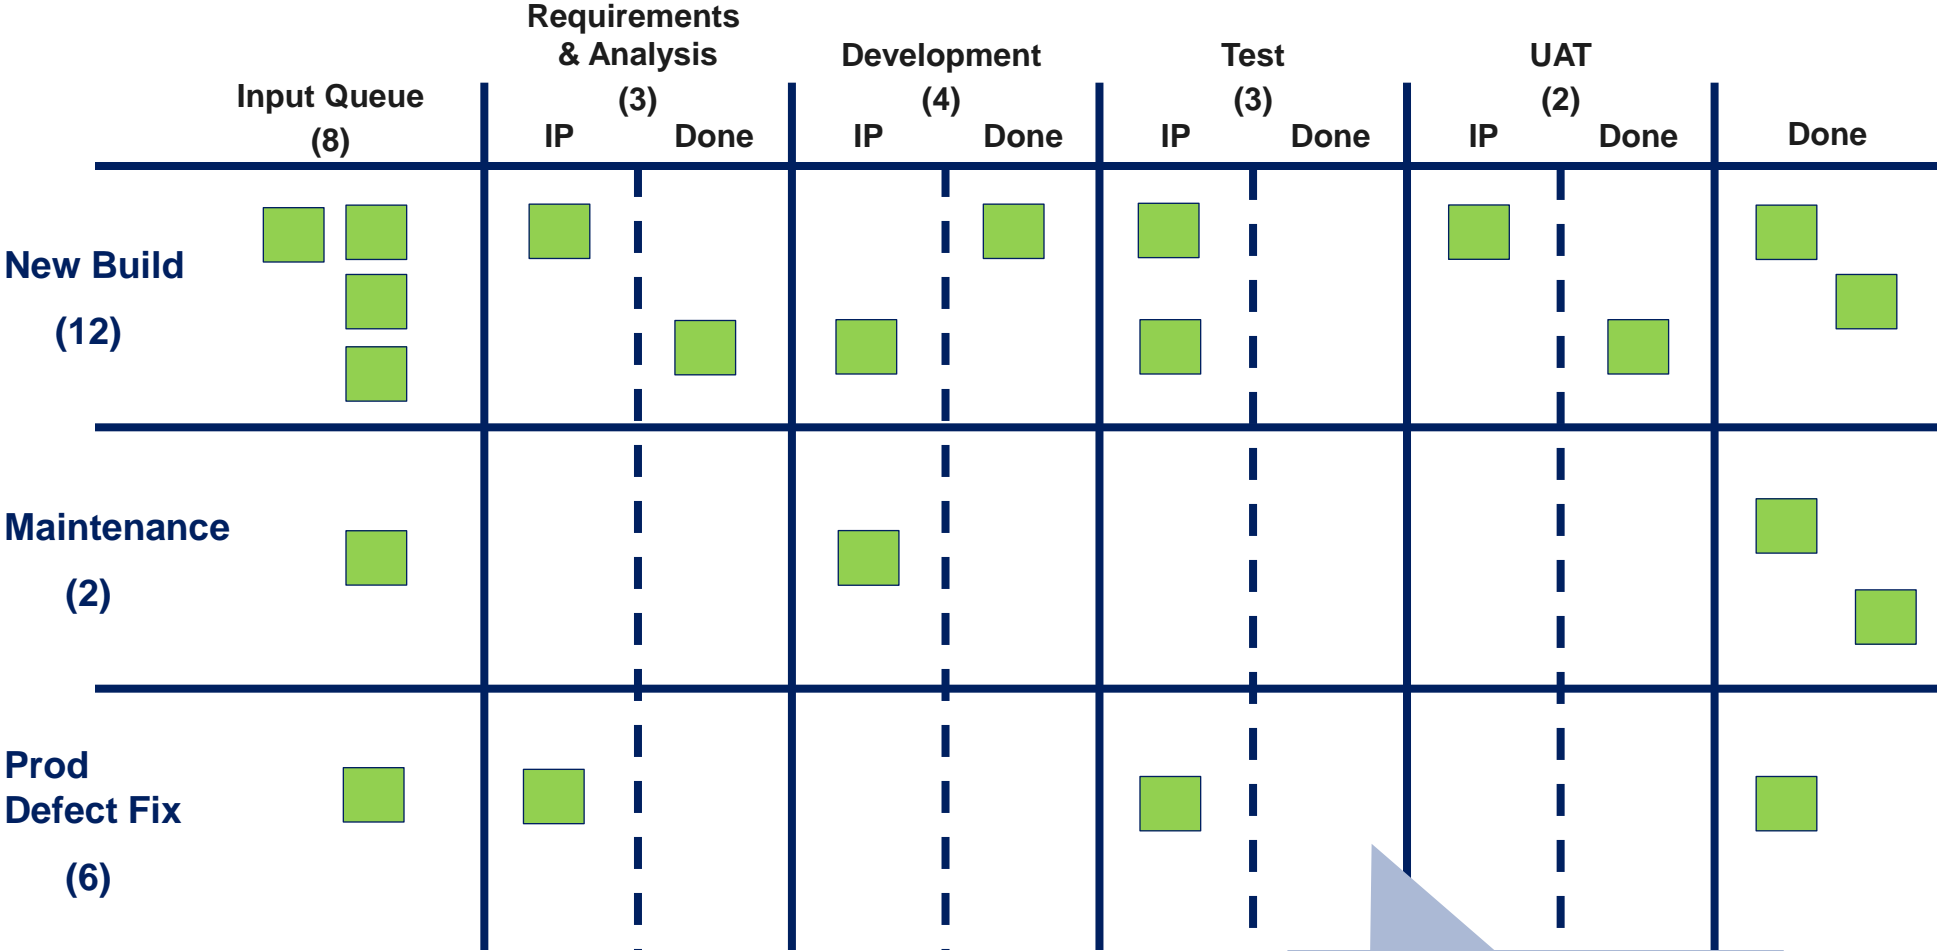 Requirements
& Analysis
Development
Test
UAT
Input Queue
(3)
(4)
(3)
(2)
(8)
IP
Done
IP
Done
IP
Done
IP
Done
Done
New Build
(12)
Maintenance
(2)
Prod
Defect Fix
(6)